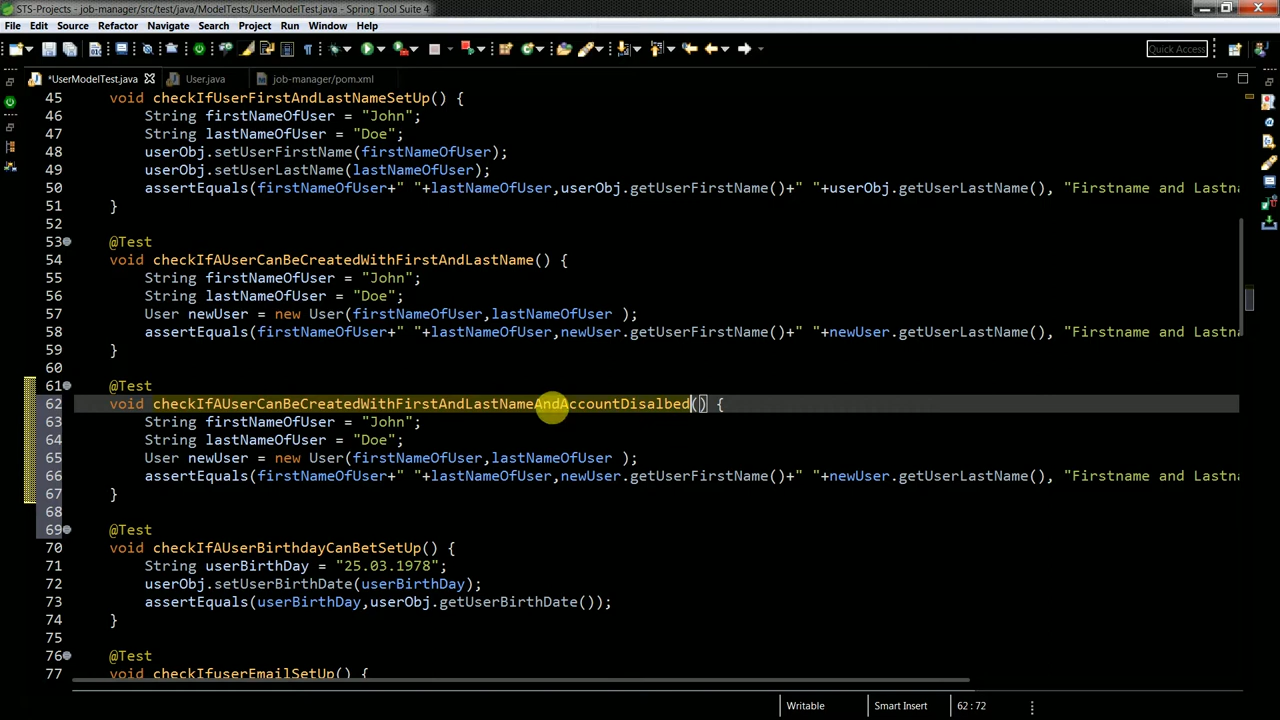 STS-Projects - job-manager/src/test/java/ModelTests/UserModelTest.java - Spring Tool Suite 4
File Edit Source Refactor Navigate Search Project Run Window Help
Quick Access
*UserModelTest.java User.java job-manager/pom.xml
45 void checkIfUserFirstAndLastNameSetUp() {
46 String firstNameOfUser = "John";
47 String lastNameOfUser = "Doe";
48 userObj.setUserFirstName(firstNameOfUser);
49 userObj.setUserLastName(lastNameOfUser);
50 assertEquals(firstNameOfUser+" "+lastNameOfUser,userObj.getUserFirstName()+" "+userObj.getUserLastName(), "Firstname and Lastn
51 }
52
53 @Test
54 void checkIfAUserCanBeCreatedWithFirstAndLastName() {
55 String firstNameOfUser = "John";
56 String lastNameOfUser = "Doe";
57 User newUser = new User(firstNameOfUser,lastNameOfUser );
58 assertEquals(firstNameOfUser+" "+lastNameOfUser,newUser.getUserFirstName()+" "+newUser.getUserLastName(), "Firstname and Lastn
59 }
60
61 @Test
62 void checkIfAUserCanBeCreatedWithFirstAndLastNameAndAccountDisalbed() {
63 String firstNameOfUser = "John";
64 String lastNameOfUser = "Doe";
65 User newUser = new User(firstNameOfUser,lastNameOfUser );
66 assertEquals(firstNameOfUser+" "+lastNameOfUser,newUser.getUserFirstName()+" "+newUser.getUserLastName(), "Firstname and Lastn
67 }
68
69 @Test
70 void checkIfAUserBirthdayCanBetSetUp() {
71 String userBirthDay = "25.03.1978";
72 userObj.setUserBirthDate(userBirthDay);
73 assertEquals(userBirthDay,userObj.getUserBirthDate());
74 }
75
76 @Test
77 void checkIfuserEmailSetUp() {
Writable Smart Insert 62 : 72